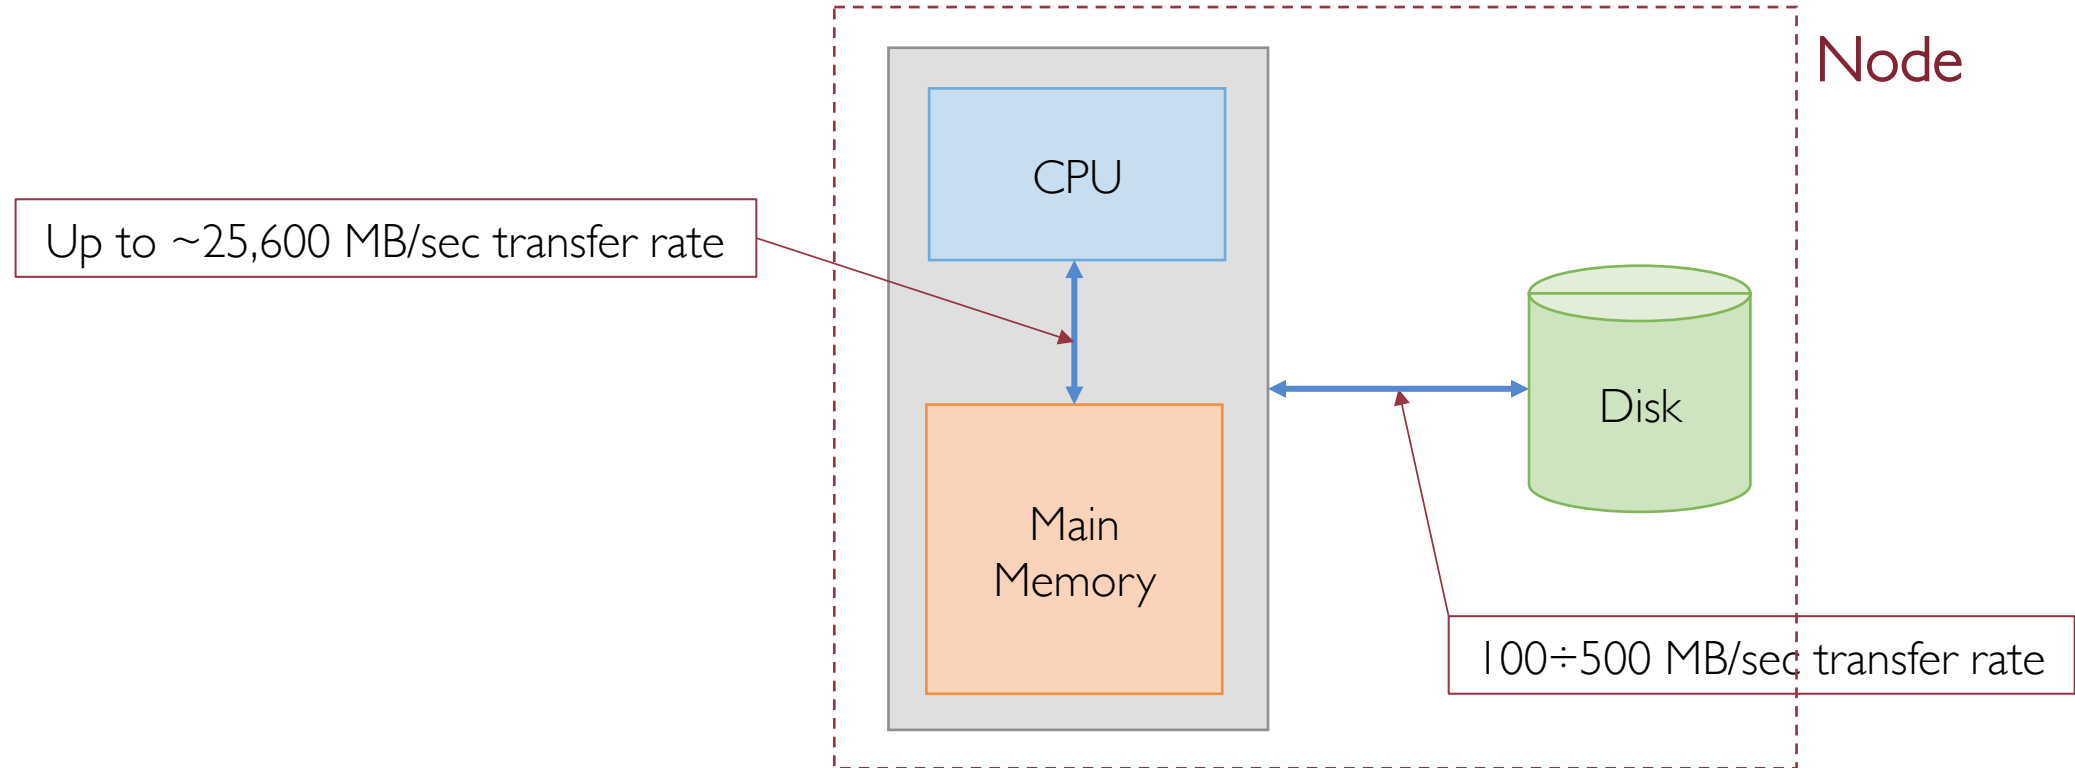 Node
CPU
Up to ~25,600 MB/sec transfer rate
Disk
Main
Memory
100÷500 MB/sec transfer rate